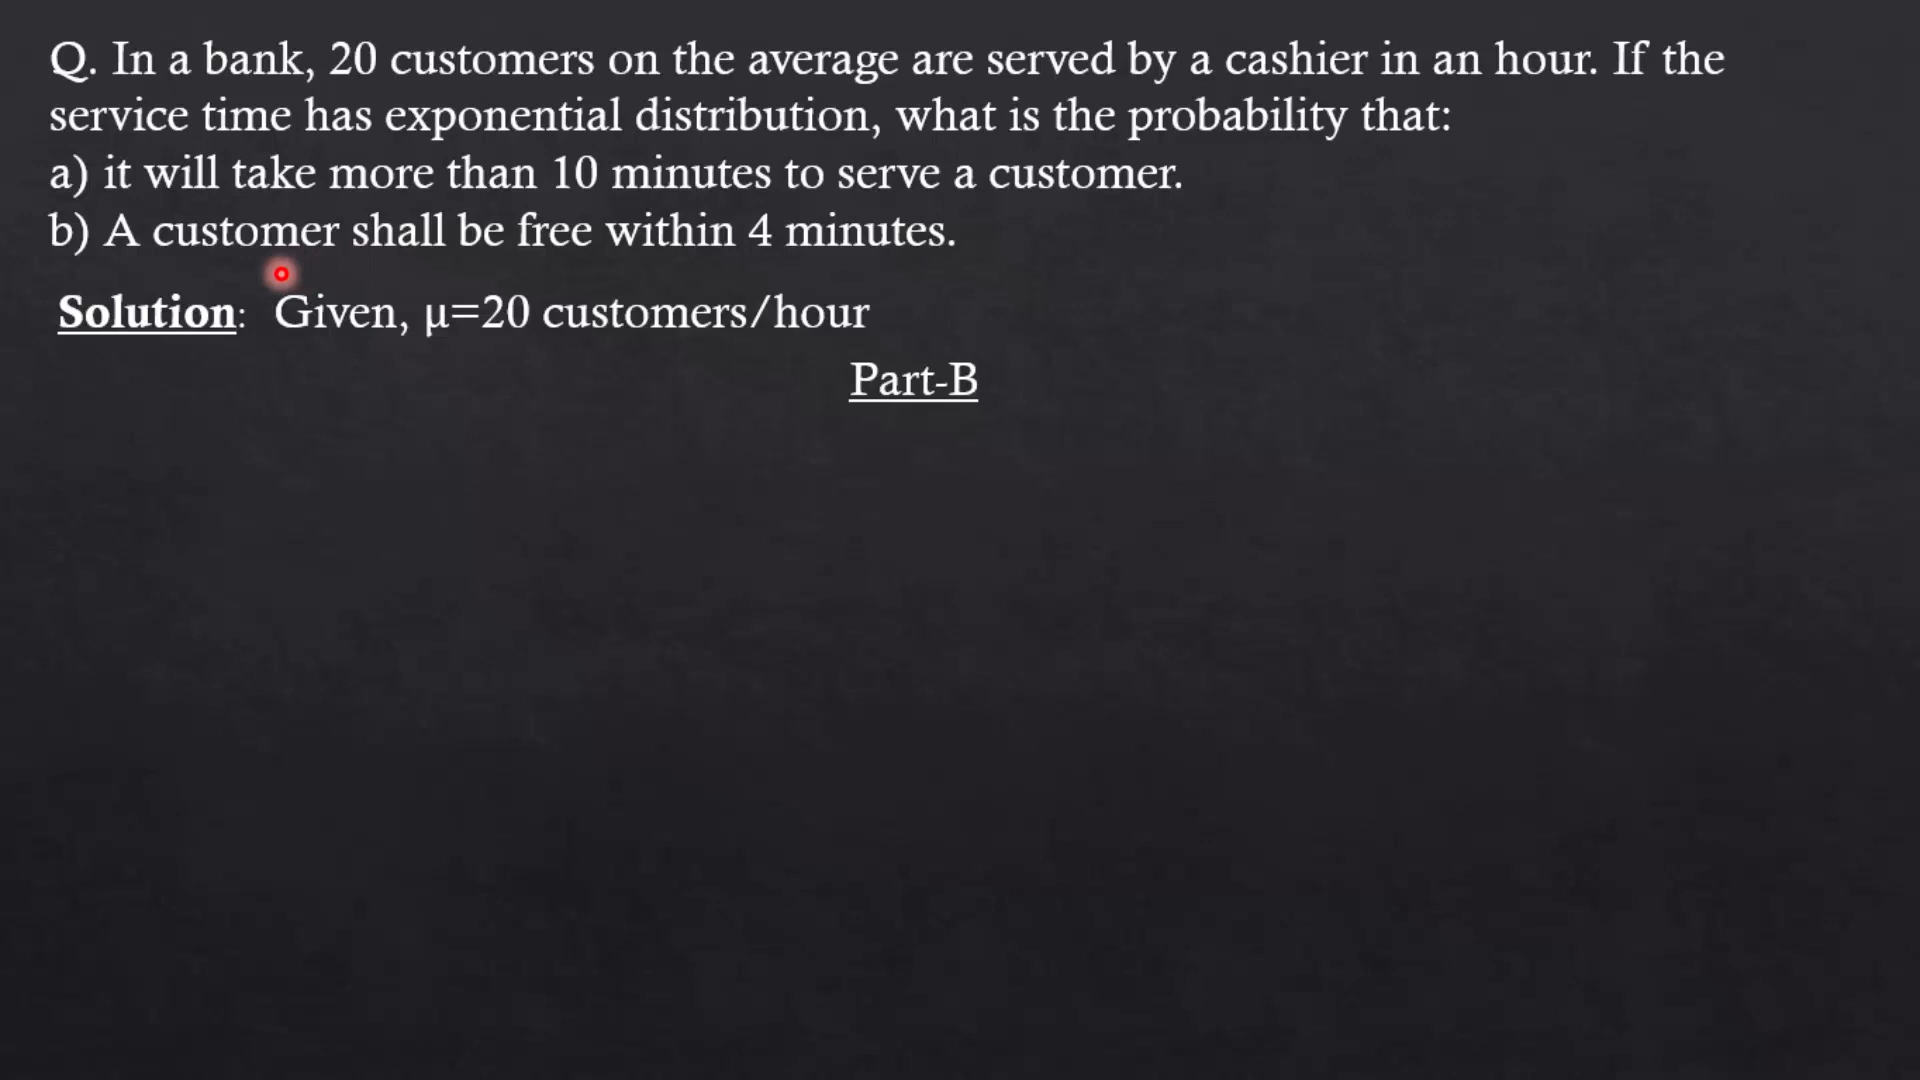 Q. In a bank, 20 customers on the average are served by a cashier in an hour. If the
service time has exponential distribution, what is the probability that:
a) it will take more than 10 minutes to serve a customer.
b) A customer shall be free within 4 minutes.
Solution: Given, μ=20 customers/hour
Part-B